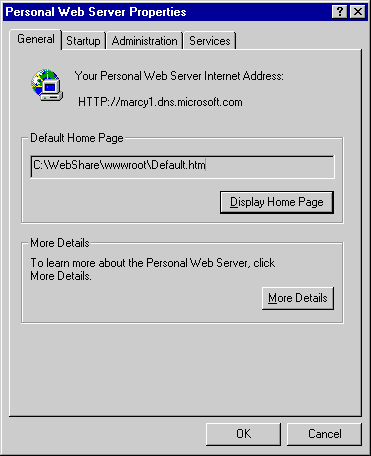 Personal Web Server Properties
General Startup Administration Services
Your Personal Web Server Internet Address:
HTTP://marcy1.dns.microsoft.com
Default Home Page
C:\WebShare\wwwroot\Default.htm
Display Home Page
More Details
To learn more about the Personal Web Server, click
More Details.
More Details
OK Cancel